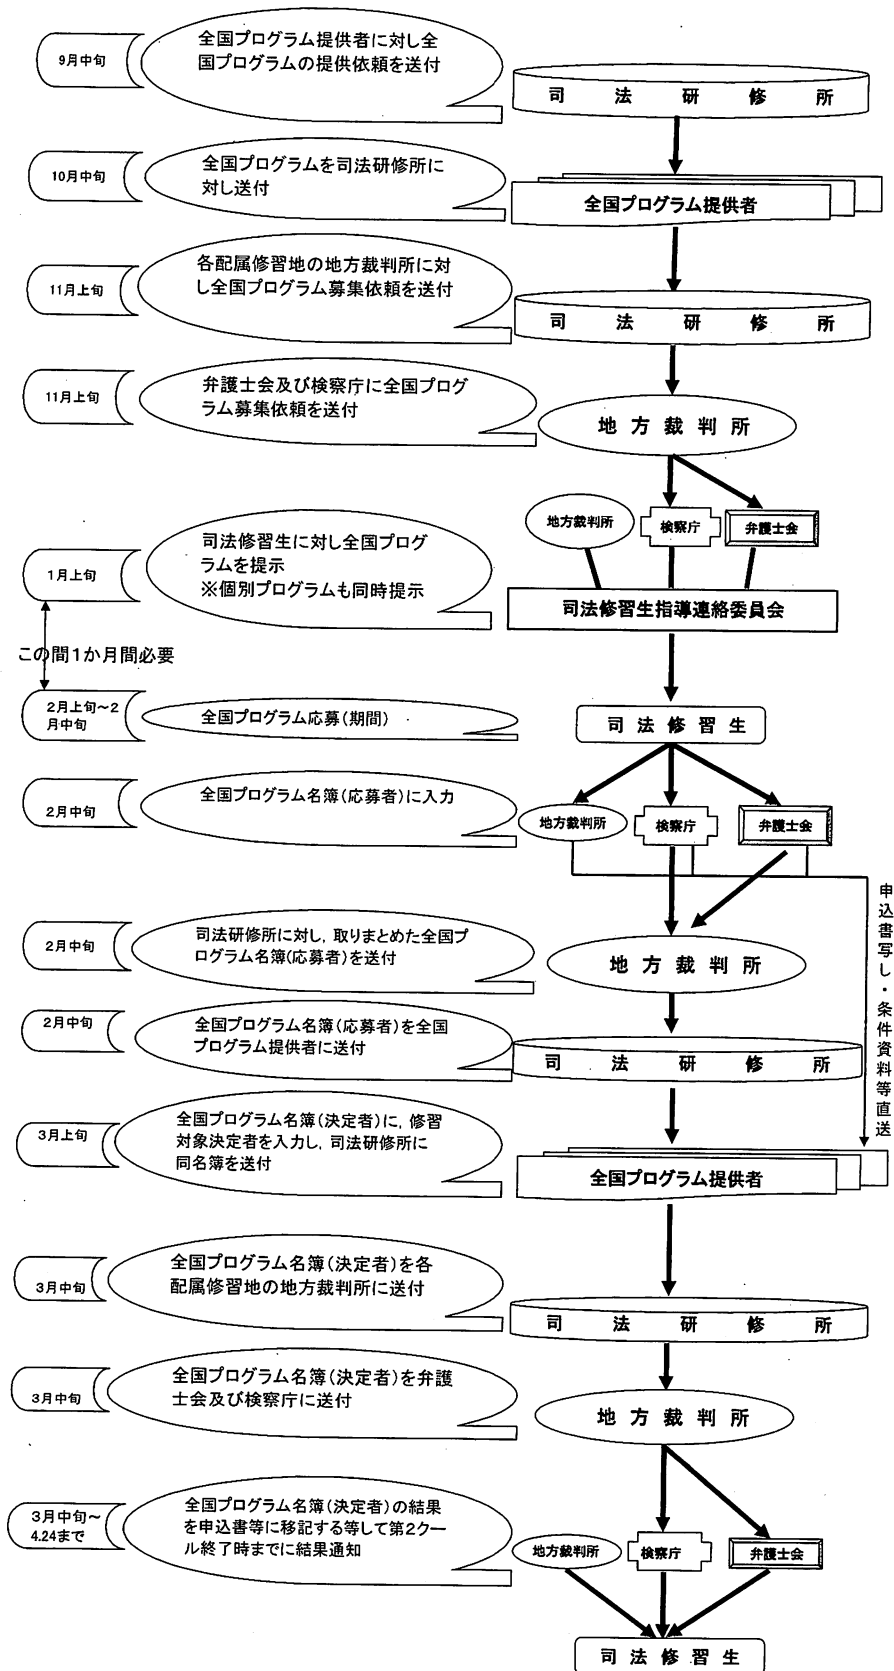 9月中旬
全国プログラム提供者に対し全
国プログラムの提供依頼を送付
司法研修所
10月中旬
全国プログラムを司法研修所に
対し送付
全国プログラム提供者
11月上旬
各配属修習地の地方裁判所に対
し全国プログラム募集依頼を送付
司法研修所
11月上旬
弁護士会及び検察庁に全国プログ
ラム募集依頼を送付
地方裁判所
地方裁判所
検察庁
弁護士会
1月上旬
司法修習生に対し全国プログ
ラムを提示
※個別プログラムも同時提示
司法修習生指導連絡委員会
この間1か月間必要
2月上旬～2
月中旬
全国プログラム応募(期間)
司法修習生
2月中旬
全国プログラム名簿(応募者)に入力
地方裁判所
検察庁
弁護士会
申込書写し・条件資料等直送
2月中旬
司法研修所に対し，取りまとめた全国プ
ログラム名簿(応募者)を送付
地方裁判所
2月中旬
全国プログラム名簿(応募者)を全国
プログラム提供者に送付
司法研修所
3月上旬
全国プログラム名簿(決定者)に，修習
対象決定者を入力し，司法研修所に
同名簿を送付
全国プログラム提供者
3月中旬
全国プログラム名簿(決定者)を各
配属修習地の地方裁判所に送付
司法研修所
3月中旬
全国プログラム名簿(決定者)を弁護
士会及び検察庁に送付
地方裁判所
3月中旬～
4.24まで
全国プログラム名簿(決定者)の結果
を申込書等に移記する等して第2クー
ル終了時までに結果通知
地方裁判所
検察庁
弁護士会
司法修習生